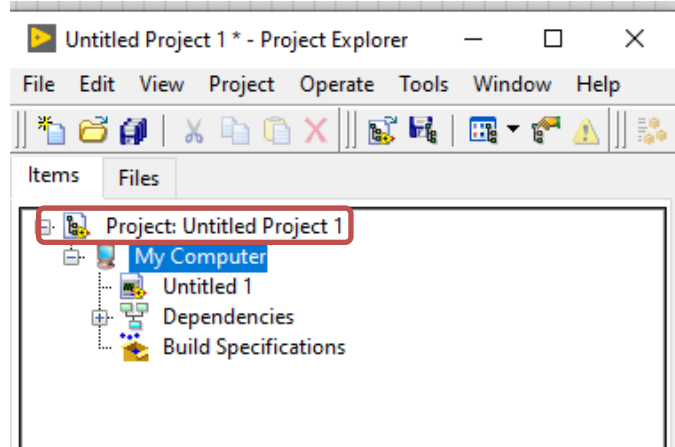 Untitled Project 1 * - Project Explorer
File Edit View Project Operate Tools Window Help
Items Files
Project: Untitled Project 1
My Computer
Untitled 1
Dependencies
Build Specifications